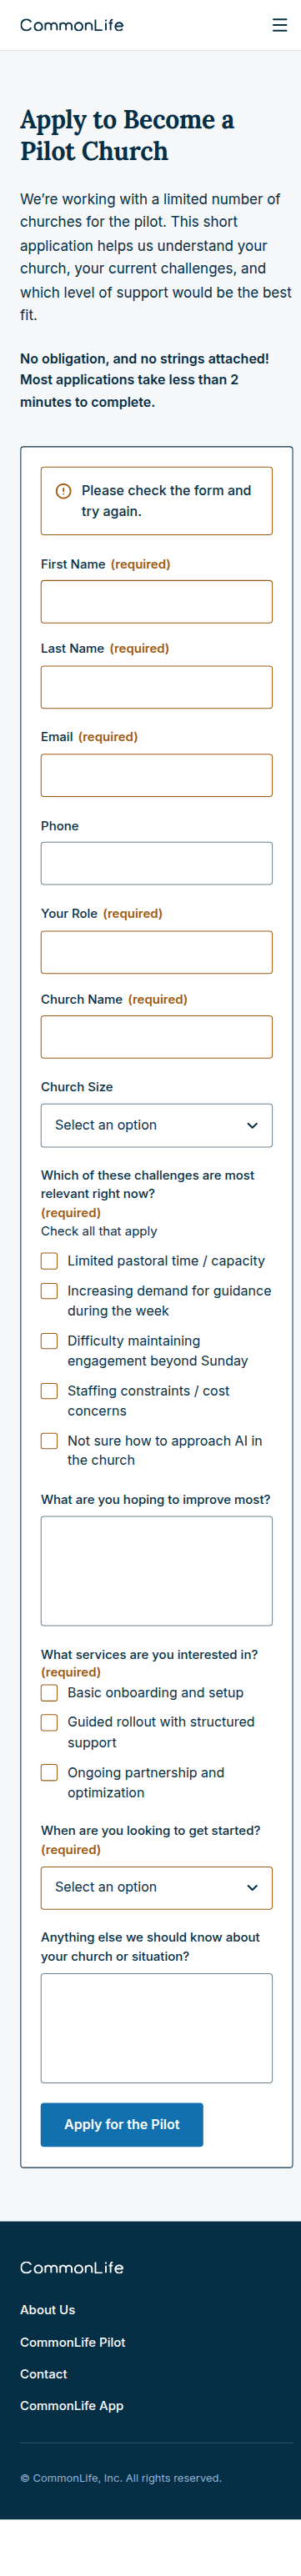 CommonLife
Apply to Become a
Pilot Church
We’re working with a limited number of
churches for the pilot. This short
application helps us understand your
church, your current challenges, and
which level of support would be the best
fit.
No obligation, and no strings attached!
Most applications take less than 2
minutes to complete.
Please check the form and
try again.
First Name (required)
Last Name (required)
Email (required)
Phone
Your Role (required)
Church Name (required)
Church Size
Select an option
Which of these challenges are most
relevant right now?
(required)
Check all that apply
Limited pastoral time / capacity
Increasing demand for guidance
during the week
Difficulty maintaining
engagement beyond Sunday
Staffing constraints / cost
concerns
Not sure how to approach AI in
the church
What are you hoping to improve most?
What services are you interested in?
(required)
Basic onboarding and setup
Guided rollout with structured
support
Ongoing partnership and
optimization
When are you looking to get started?
(required)
Select an option
Anything else we should know about
your church or situation?
Apply for the Pilot
CommonLife
About Us
CommonLife Pilot
Contact
CommonLife App
© CommonLife, Inc. All rights reserved.